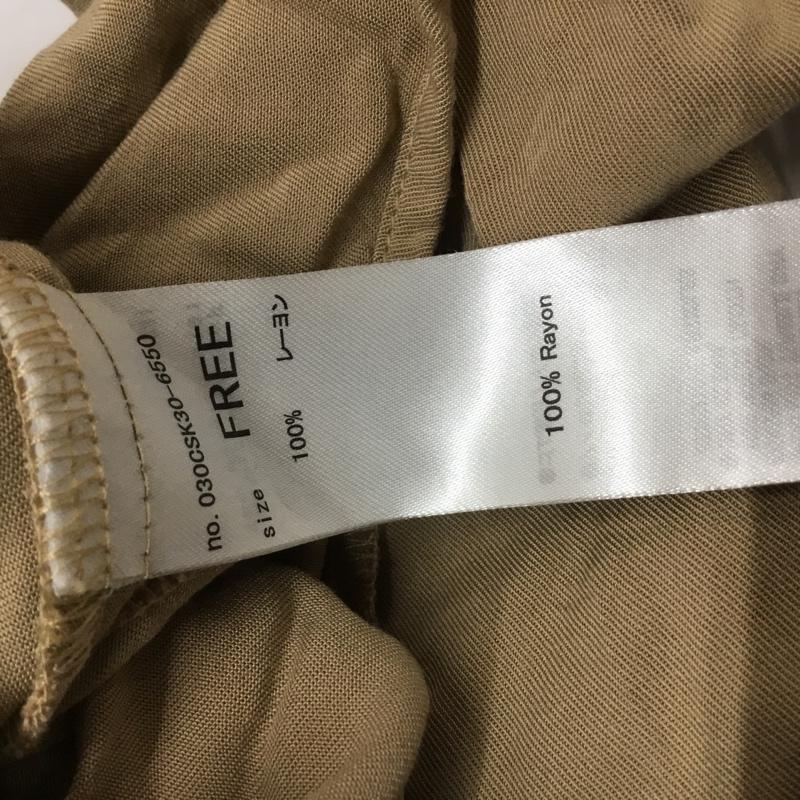 no. 030CSK30-6550
size FREE
100% レーヨン
100% Rayon